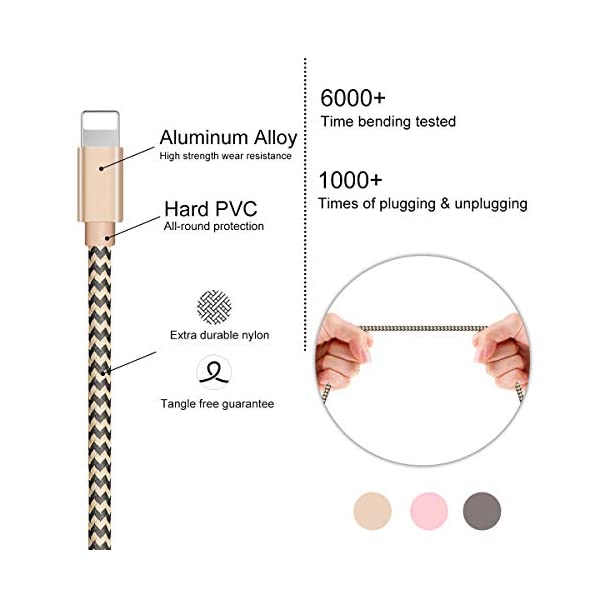 Aluminum Alloy
High strength wear resistance
Hard PVC
All-round protection
Extra durable nylon
Tangle free guarantee
6000+
Time bending tested
1000+
Times of plugging & unplugging